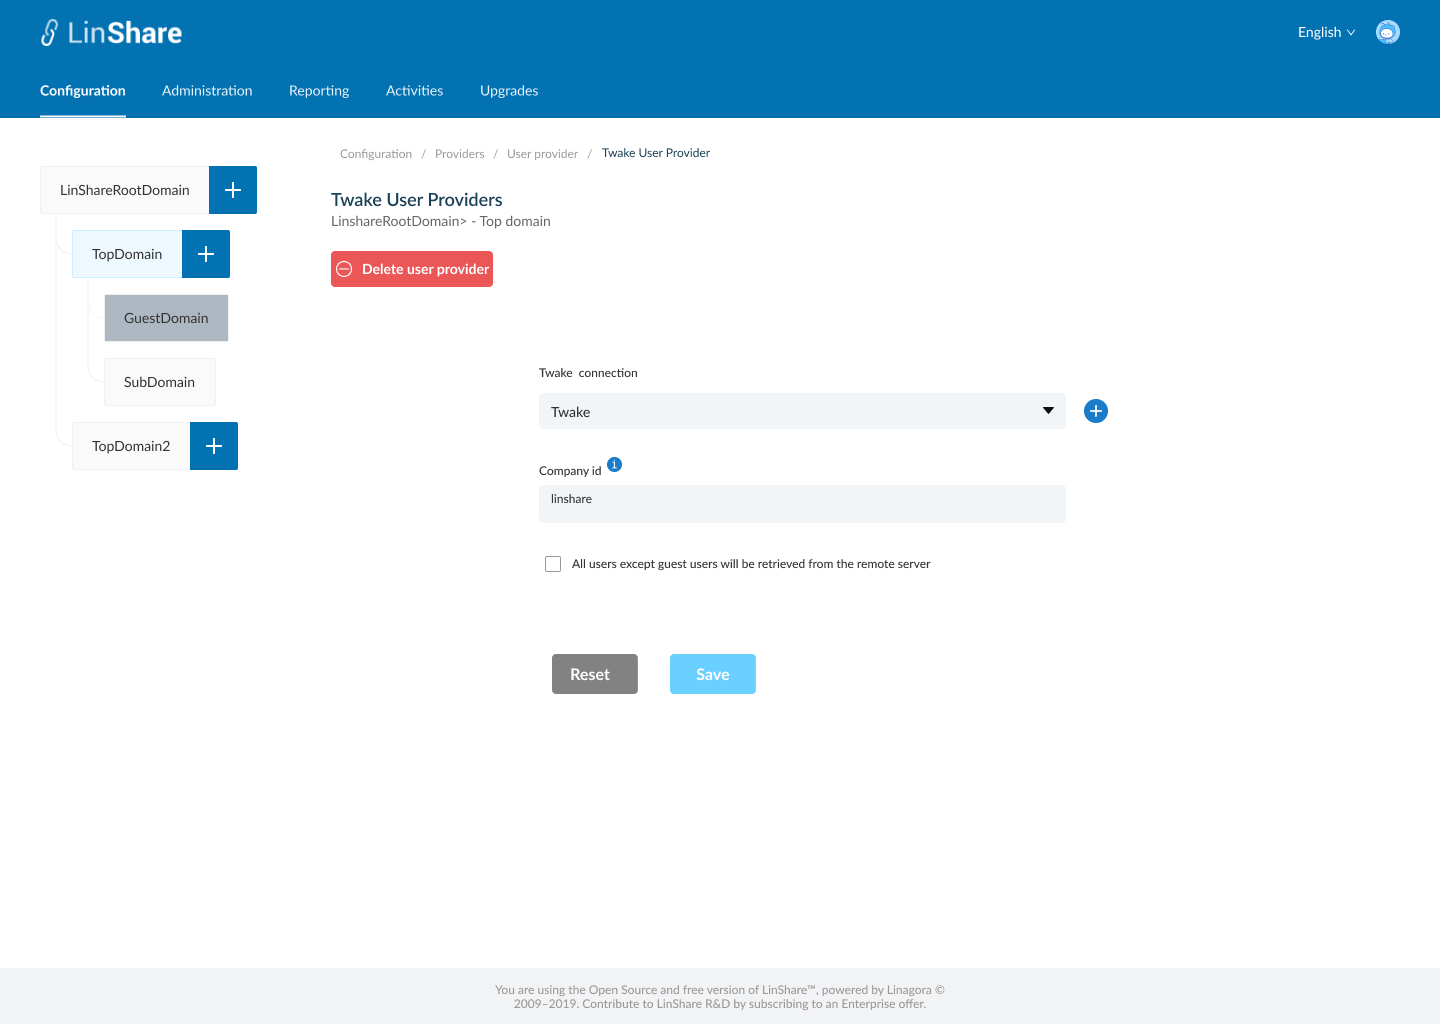 LinShare
English
Configuration Administration Reporting Activities Upgrades
Configuration / Providers / User provider / Twake User Provider
LinShareRootDomain
TopDomain
GuestDomain
SubDomain
TopDomain2
Twake User Providers
LinshareRootDomain> - Top domain
Delete user provider
Twake connection
Twake
Company id
linshare
All users except guest users will be retrieved from the remote server
Reset Save
You are using the Open Source and free version of LinShare™, powered by Linagora ©
2009–2019. Contribute to LinShare R&D by subscribing to an Enterprise offer.